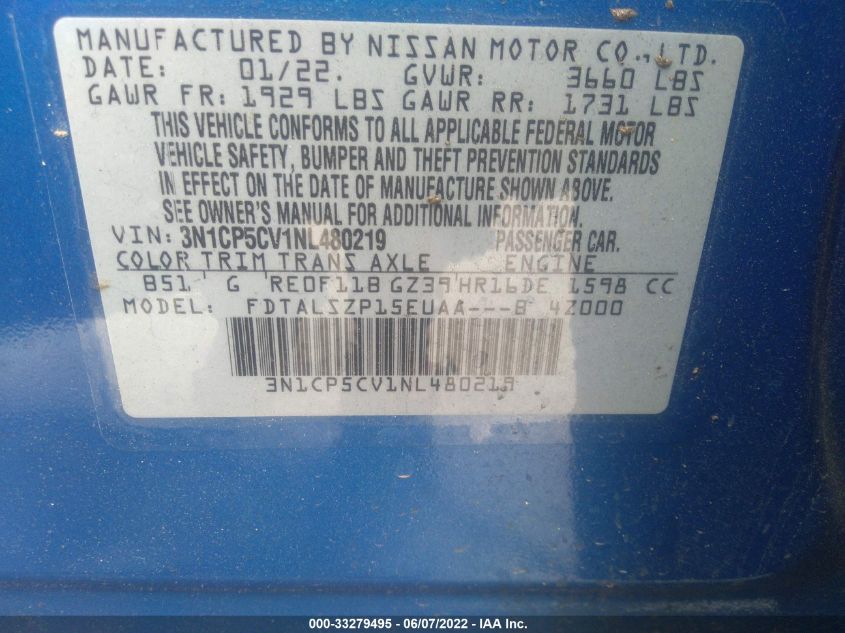 MANUFACTURED BY NISSAN MOTOR CO., LTD.
DATE: 01/22. GVWR: 3660 LBS
GAWR FR: 1929 LBS GAWR RR: 1731 LBS
THIS VEHICLE CONFORMS TO ALL APPLICABLE FEDERAL MOTOR
VEHICLE SAFETY, BUMPER AND THEFT PREVENTION STANDARDS
IN EFFECT ON THE DATE OF MANUFACTURE SHOWN ABOVE.
SEE OWNER'S MANUAL FOR ADDITIONAL INFORMATION.
VIN: 3N1CP5CV1NL480219 PASSENGER CAR.
COLOR TRIM TRANS AXLE ENGINE
B51 G RE0F11B GZ39 HR16DE 1598 CC
MODEL: FDTALSZP15EUAA---B 4Z000
3N1CP5CV1NL480219
000-33279495 - 06/07/2022 - IAA Inc.